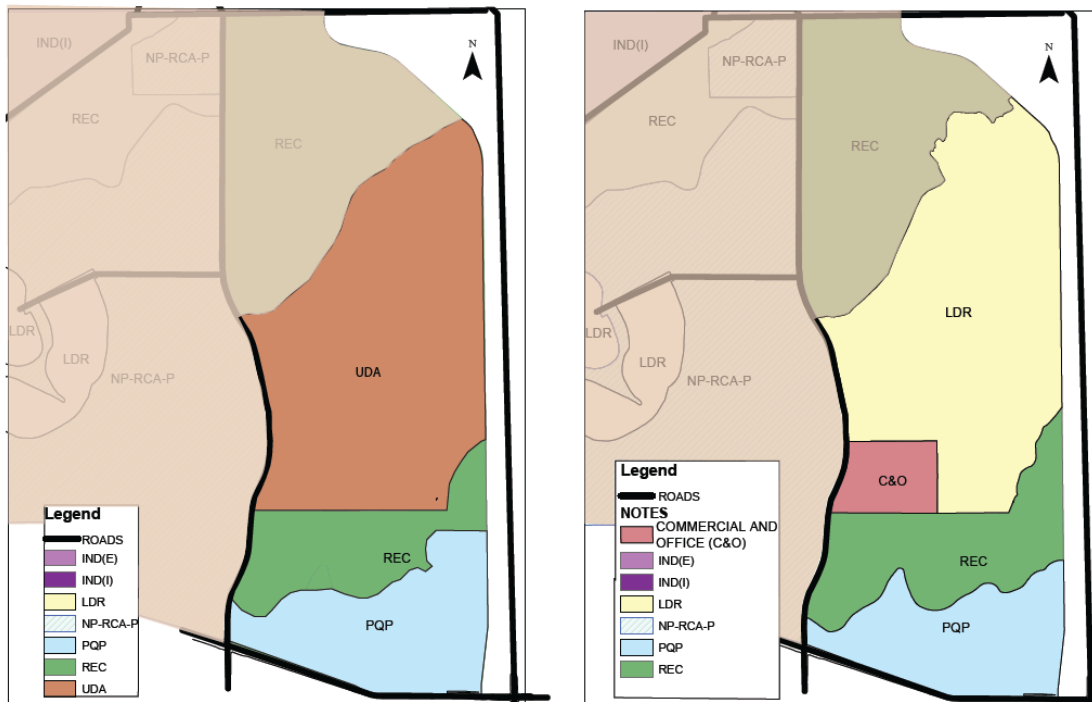 IND(I)
NP-RCA-P
REC
REC
N
LDR
LDR
NP-RCA-P
UDA
REC
PQP
Legend
ROADS
IND(E)
IND(I)
LDR
NP-RCA-P
PQP
REC
UDA
IND(I)
NP-RCA-P
REC
REC
N
LDR
LDR
LDR
NP-RCA-P
C&O
REC
PQP
Legend
ROADS
NOTES
COMMERCIAL AND
OFFICE (C&O)
IND(E)
IND(I)
LDR
NP-RCA-P
PQP
REC